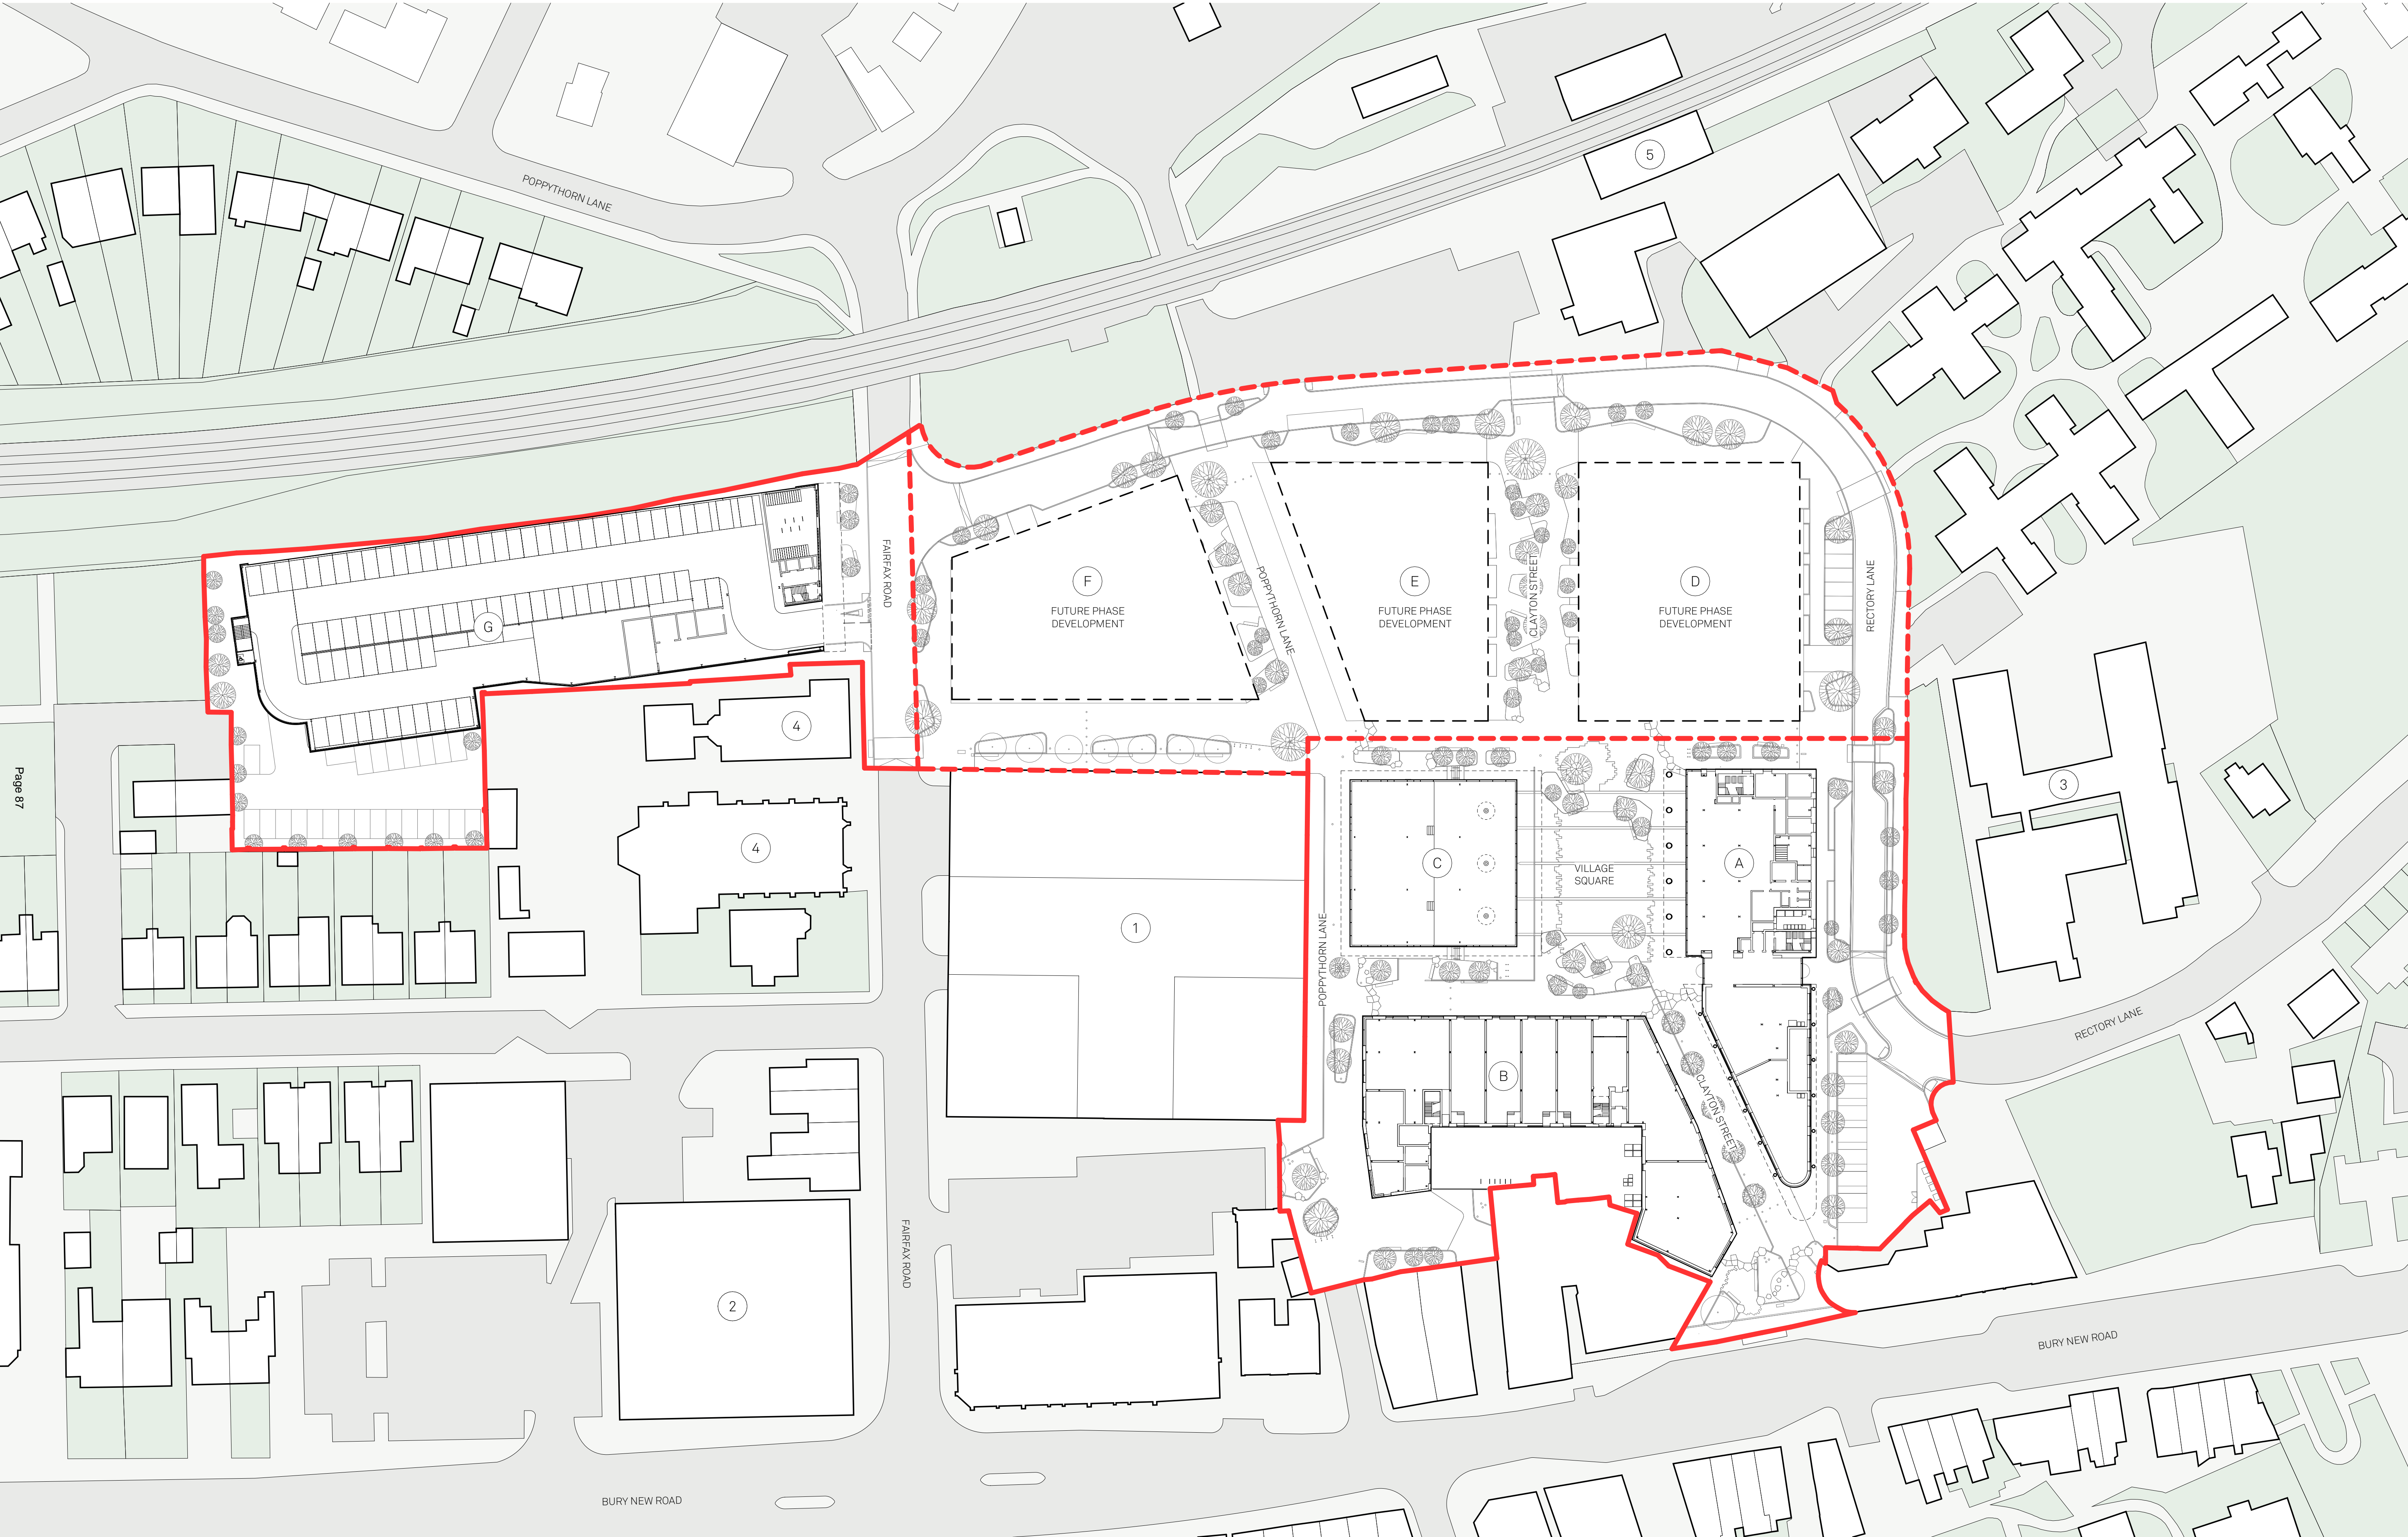 5
POPPYTHORN LANE
FAIRFAX ROAD
F
FUTURE PHASE
DEVELOPMENT
POPPYTHORN LANE
E
FUTURE PHASE
DEVELOPMENT
CLAYTON STREET
D
FUTURE PHASE
DEVELOPMENT
RECTORY LANE
G
4
Page 87
3
4
C
VILLAGE
SQUARE
A
1
POPPYTHORN LANE
RECTORY LANE
B
CLAYTON STREET
FAIRFAX ROAD
2
BURY NEW ROAD
BURY NEW ROAD